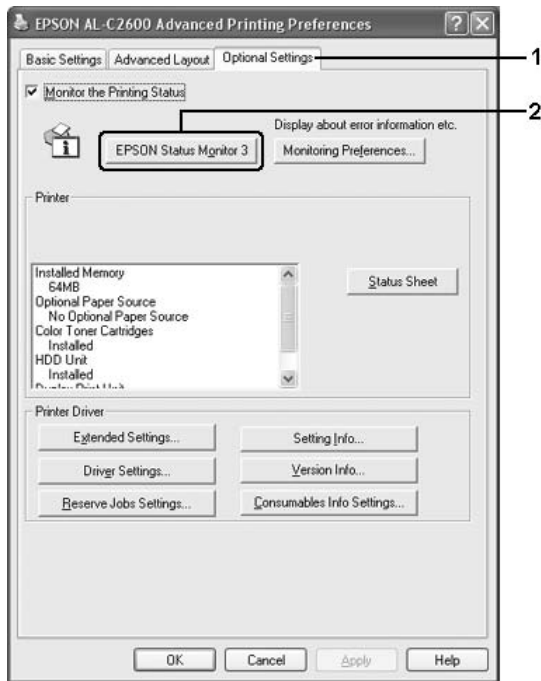 EPSON AL-C2600 Advanced Printing Preferences
Basic Settings Advanced Layout Optional Settings 1
Monitor the Printing Status
2
Display about error information etc.
EPSON Status Monitor 3 Monitoring Preferences...
Printer
Installed Memory
64MB
Optional Paper Source
No Optional Paper Source
Color Toner Cartridges
Installed
HDD Unit
Installed
Status Sheet
Printer Driver
Extended Settings... Setting Info...
Driver Settings... Version Info...
Reserve Jobs Settings... Consumables Info Settings...
OK Cancel Apply Help